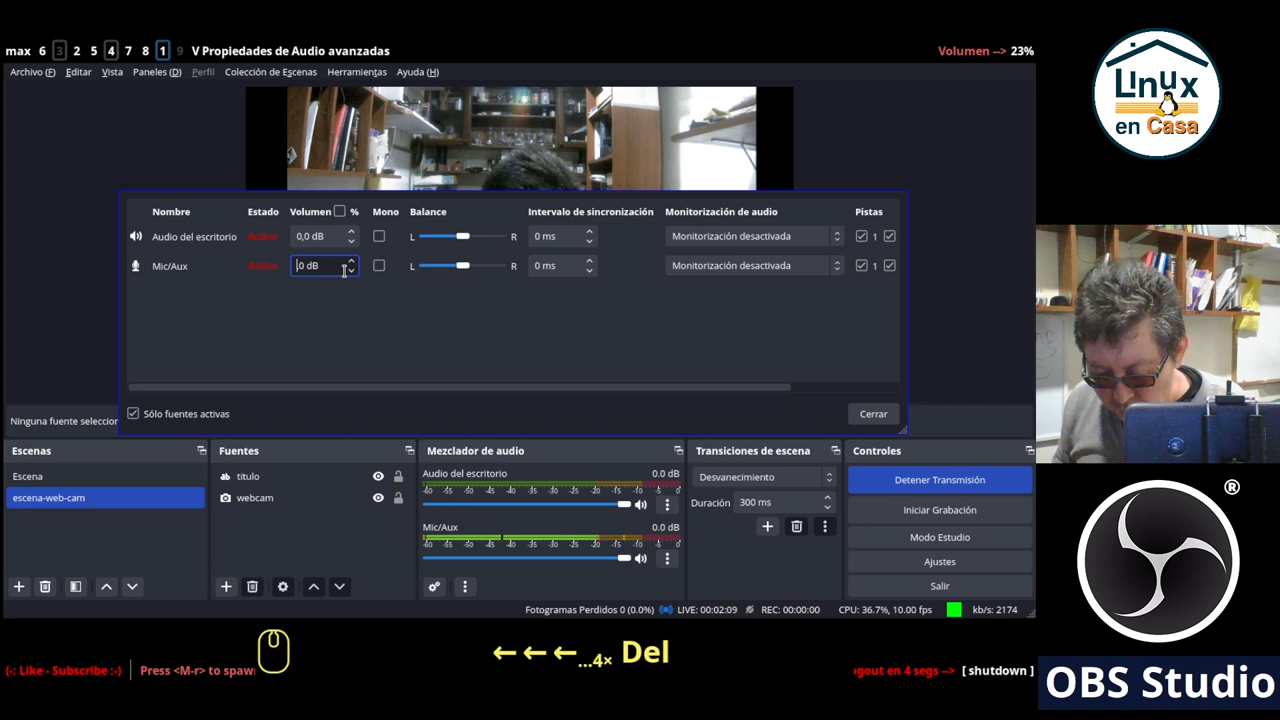 max 6 3 2 5 4 7 8 1 9 V Propiedades de Audio avanzadas
Volumen --> 23%
Archivo (F) Editar Vista Paneles (D) Perfil Colección de Escenas Herramientas Ayuda (H)
Linux
en Casa
Nombre Estado Volumen % Mono Balance Intervalo de sincronización Monitorización de audio Pistas
Audio del escritorio Activo 0,0 dB L R 0 ms Monitorización desactivada 1
Mic/Aux Activo ,0 dB L R 0 ms Monitorización desactivada 1
Sólo fuentes activas
Cerrar
Ninguna fuente seleccion
Escenas
Escena
escena-web-cam
Fuentes
titulo
webcam
Mezclador de audio
Audio del escritorio 0.0 dB
-60 -55 -50 -45 -40 -35 -30 -25 -20 -15 -10 -5 0
Mic/Aux 0.0 dB
-60 -55 -50 -45 -40 -35 -30 -25 -20 -15 -10 -5 0
Transiciones de escena
Desvanecimiento
Duración 300 ms
Controles
Detener Transmisión
Iniciar Grabación
Modo Estudio
Ajustes
Salir
®
Fotogramas Perdidos 0 (0.0%) LIVE: 00:02:09 REC: 00:00:00 CPU: 36.7%, 10.00 fps kb/s: 2174
←←←...4× Del
(-: Like - Subscribe :-) Press <M-r> to spaw
ogout en 4 segs --> [ shutdown ]
OBS Studio